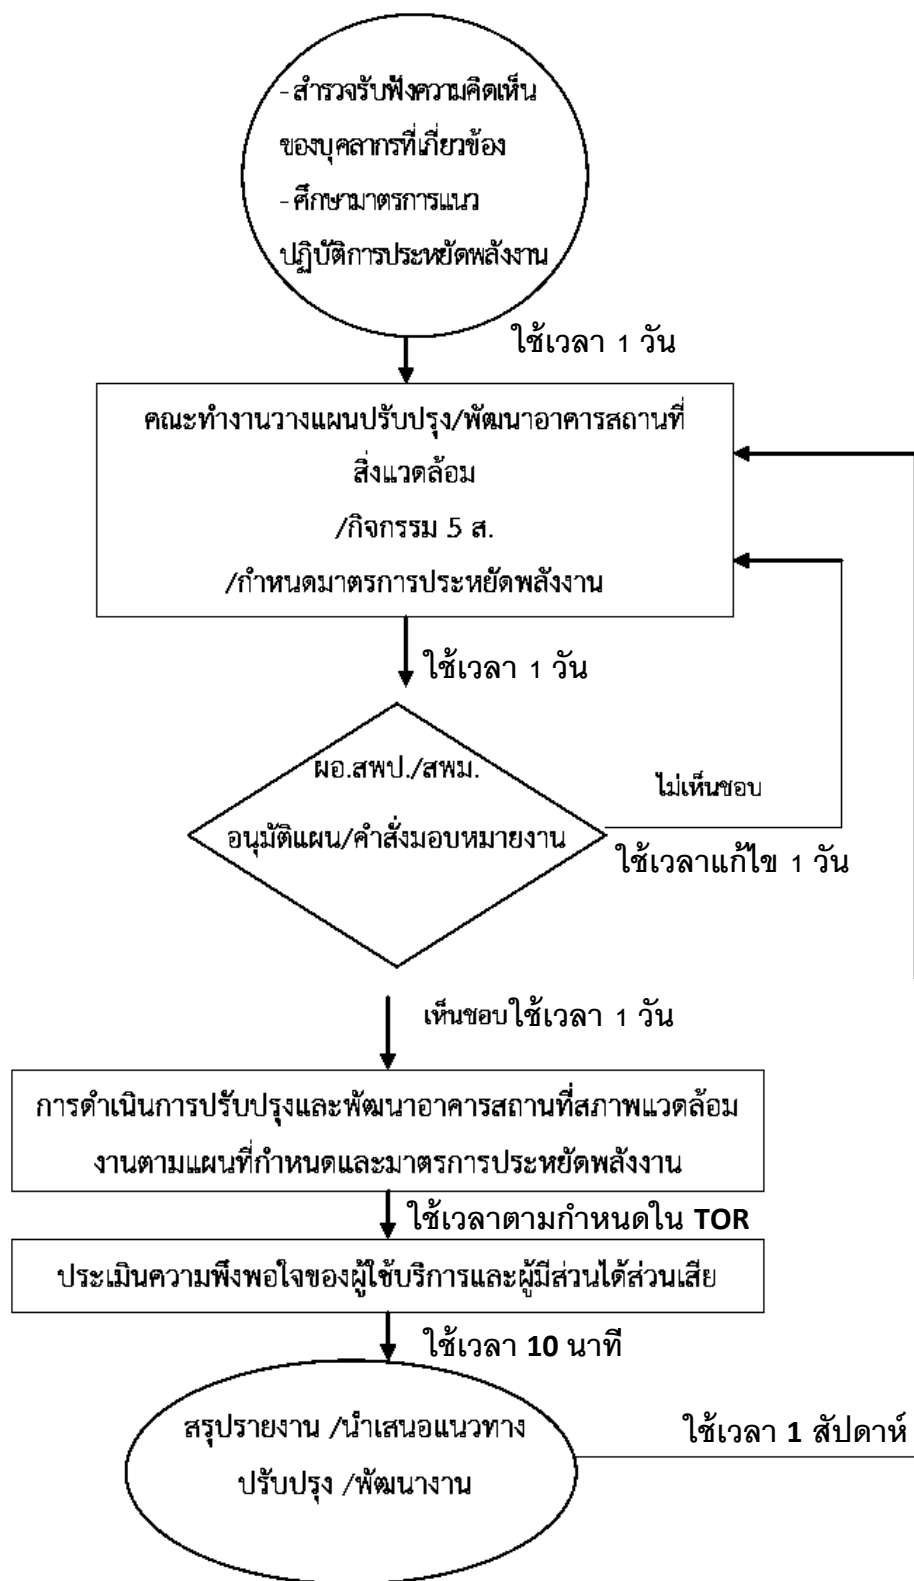 - สำรวจรับฟังความคิดเห็น
ของบุคลากรที่เกี่ยวข้อง
- ศึกษามาตรการแนว
ปฏิบัติการประหยัดพลังงาน
ใช้เวลา 1 วัน
คณะทำงานวางแผนปรับปรุง/พัฒนาอาคารสถานที่
สิ่งแวดล้อม
/กิจกรรม 5 ส.
/กำหนดมาตรการประหยัดพลังงาน
ใช้เวลา 1 วัน
ผอ.สพป./สพม.
อนุมัติแผน/คำสั่งมอบหมายงาน
ไม่เห็นชอบ
ใช้เวลาแก้ไข 1 วัน
เห็นชอบใช้เวลา 1 วัน
การดำเนินการปรับปรุงและพัฒนาอาคารสถานที่สภาพแวดล้อม
งานตามแผนที่กำหนดและมาตรการประหยัดพลังงาน
ใช้เวลาตามกำหนดใน TOR
ประเมินความพึงพอใจของผู้ใช้บริการและผู้มีส่วนได้ส่วนเสีย
ใช้เวลา 10 นาที
สรุปรายงาน /นำเสนอแนวทาง
ปรับปรุง /พัฒนางาน
ใช้เวลา 1 สัปดาห์